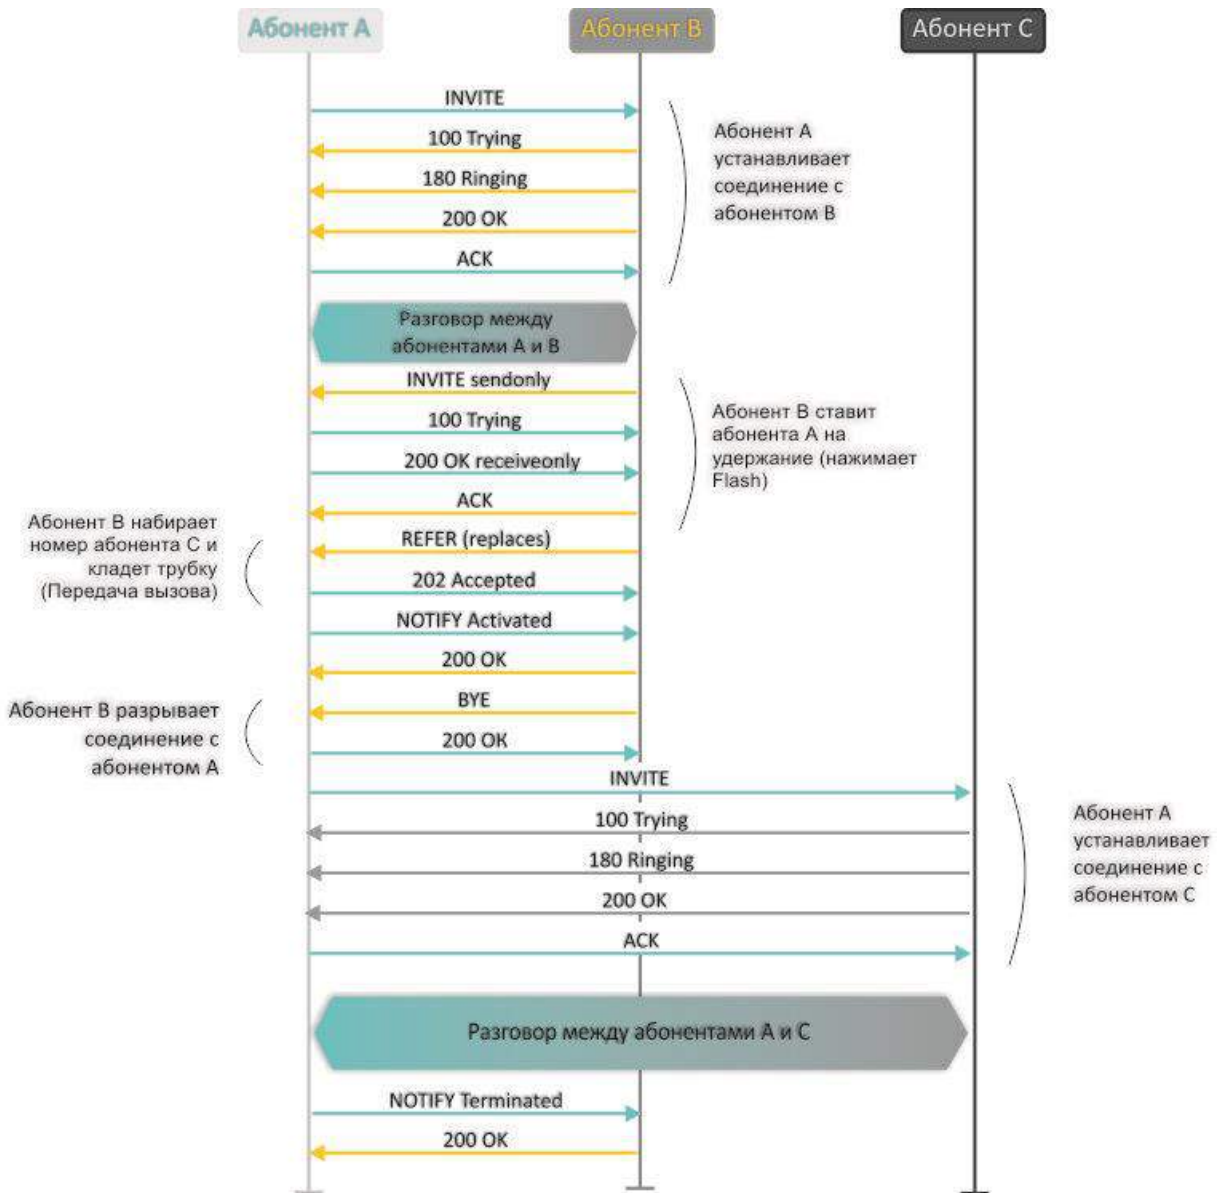 Абонент A
Абонент B
Абонент C
INVITE
100 Trying
180 Ringing
200 OK
ACK
Абонент A
устанавливает
соединение с
абонентом B
Разговор между
абонентами A и B
INVITE sendonly
100 Trying
200 OK receiveonly
ACK
Абонент B ставит
абонента A на
удержание (нажимает
Flash)
Абонент B набирает
номер абонента C и
кладет трубку
(Передача вызова)
REFER (replaces)
202 Accepted
NOTIFY Activated
200 OK
Абонент B разрывает
соединение с
абонентом A
BYE
200 OK
INVITE
100 Trying
180 Ringing
200 OK
ACK
Абонент A
устанавливает
соединение с
абонентом C
Разговор между абонентами A и C
NOTIFY Terminated
200 OK